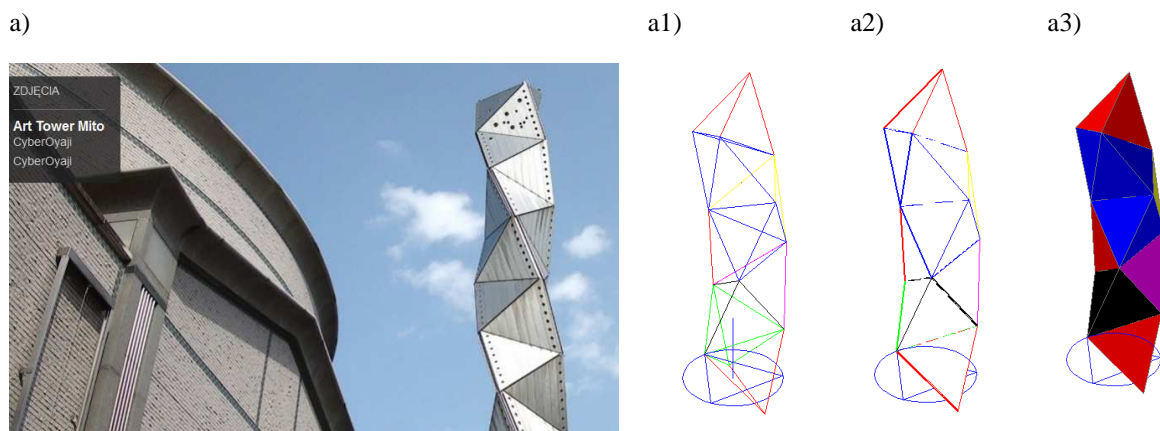 a)
a1)
a2)
a3)
ZDJĘCIA
Art Tower Mito
CyberOyaji
CyberOyaji